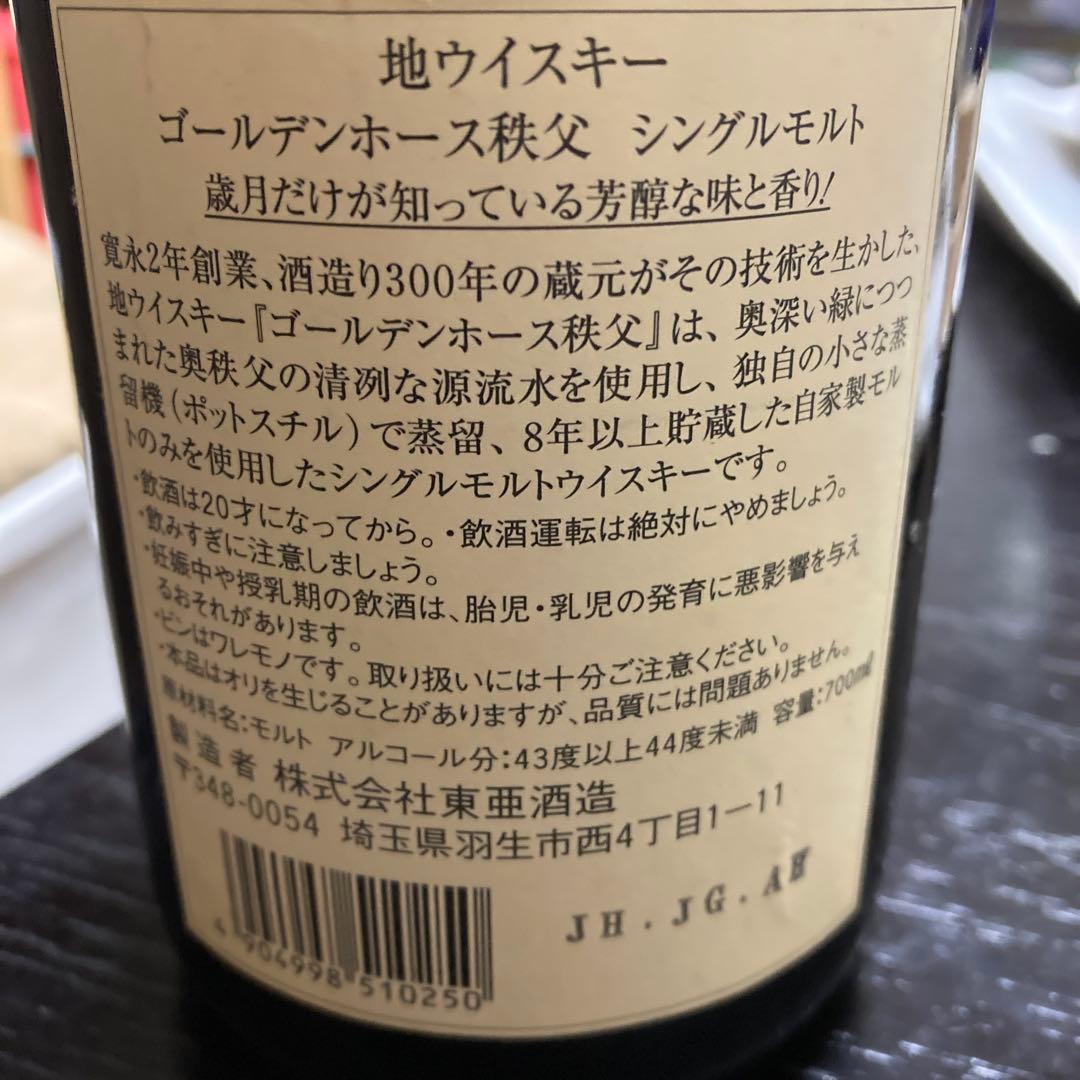 地ウイスキー
ゴールデンホース秩父 シングルモルト
歳月だけが知っている芳醇な味と香り!
寛永2年創業、酒造り300年の蔵元がその技術を生かした、
地ウイスキー『ゴールデンホース秩父』は、奥深い緑につつ
まれた奥秩父の清冽な源流水を使用し、独自の小さな蒸
留機(ポットスチル)で蒸留、8年以上貯蔵した自家製モル
トのみを使用したシングルモルトウイスキーです。
・飲酒は20才になってから。・飲酒運転は絶対にやめましょう。
・飲みすぎに注意しましょう。
・妊娠中や授乳期の飲酒は、胎児・乳児の発育に悪影響を与え
るおそれがあります。
・ビンはワレモノです。取り扱いには十分ご注意ください。
・本品はオリを生じることがありますが、品質には問題ありません。
原材料名:モルト アルコール分:43度以上44度未満 容量:700mℓ
製造者 株式会社東亜酒造
〒348-0054 埼玉県羽生市西4丁目1-11
JH.JG.AH
4 904998 510250